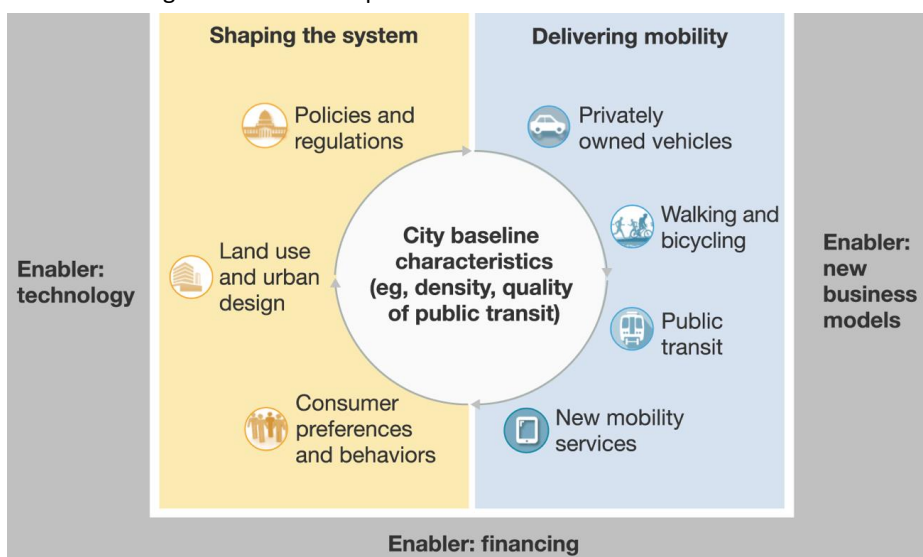 Shaping the system
Delivering mobility
Policies and
regulations
Privately
owned vehicles
Land use
and urban
design
City baseline
characteristics
(eg, density, quality
of public transit)
Walking and
bicycling
Public
transit
Consumer
preferences
and behaviors
New mobility
services
Enabler:
technology
Enabler:
new
business
models
Enabler: financing